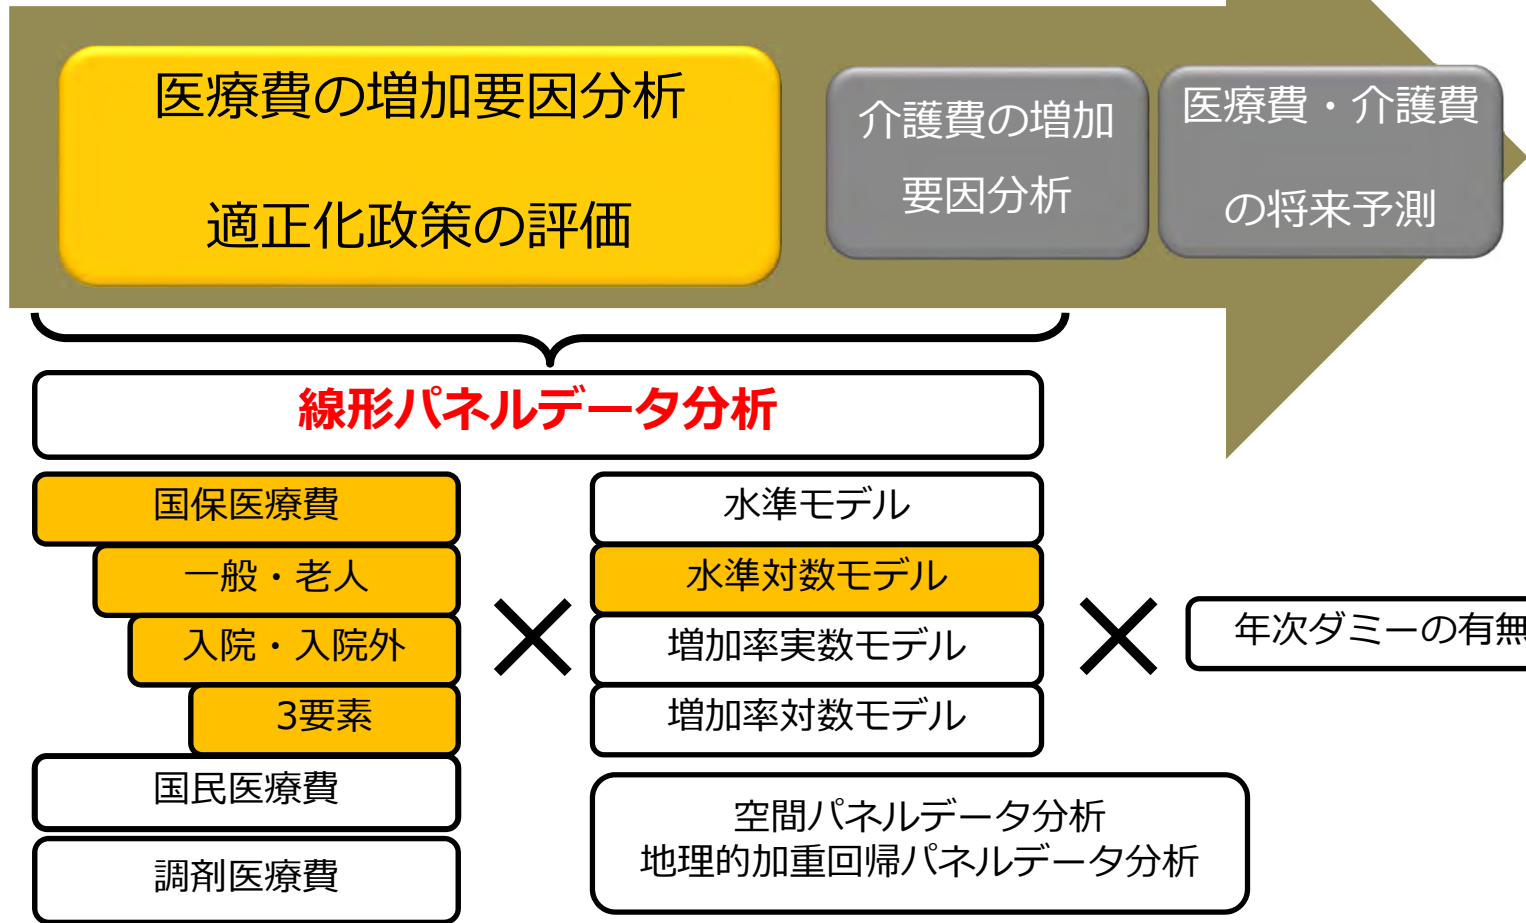 医療費の増加要因分析
適正化政策の評価
介護費の増加
要因分析
医療費・介護費
の将来予測
線形パネルデータ分析
国保医療費
一般・老人
入院・入院外
3要素
国民医療費
調剤医療費
×
水準モデル
水準対数モデル
増加率実数モデル
増加率対数モデル
空間パネルデータ分析
地理的加重回帰パネルデータ分析
×
年次ダミーの有無